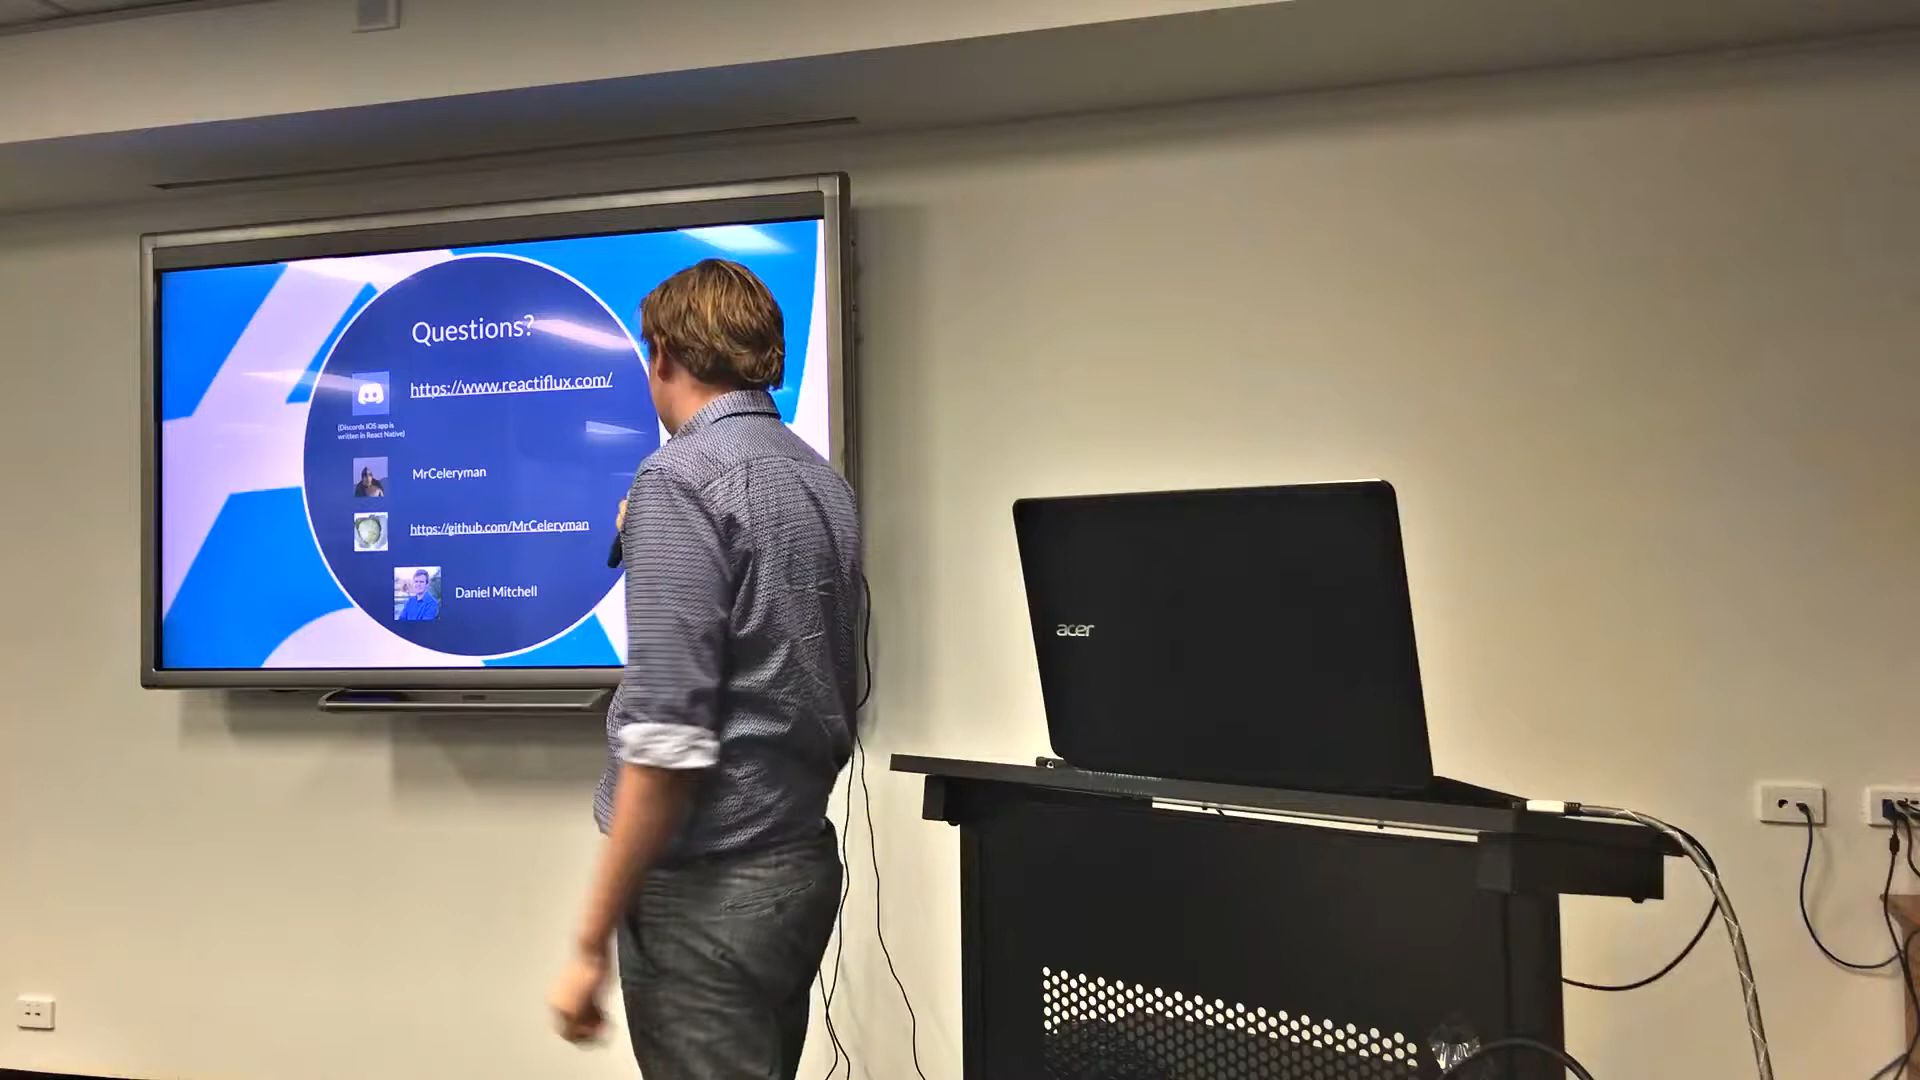 Questions?
https://www.reactiflux.com/
(Discords iOS app is
written in React Native)
MrCeleryman
https://github.com/MrCeleryman
Daniel Mitchell
acer